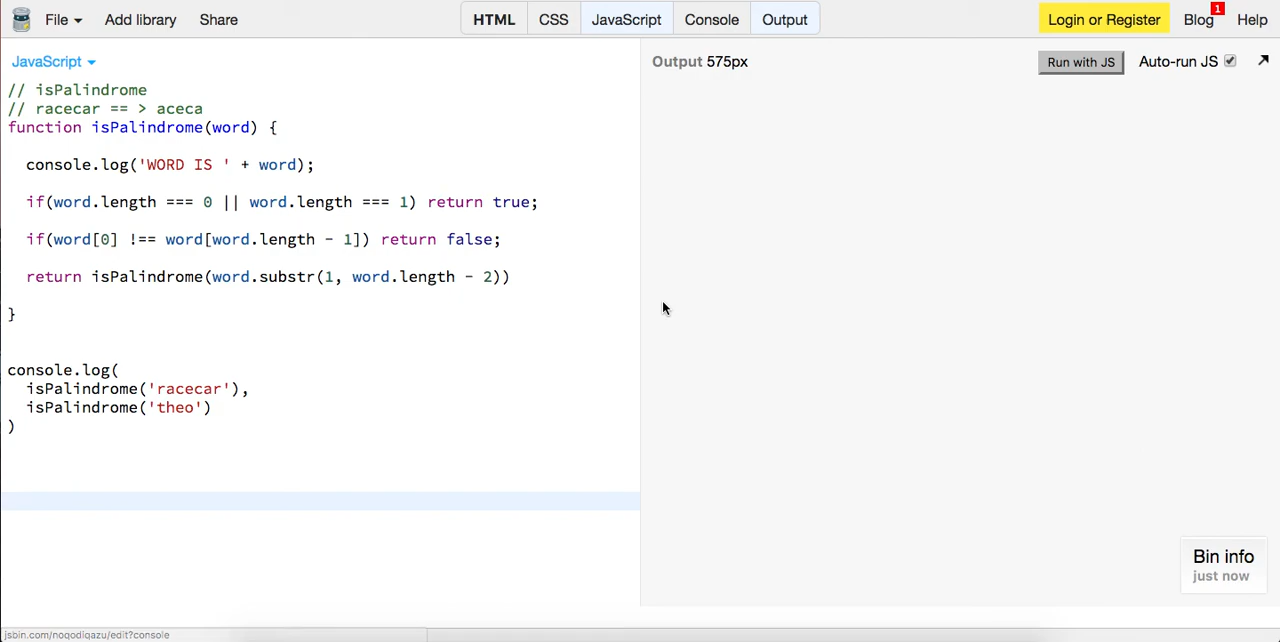 File Add library Share HTML CSS JavaScript Console Output Login or Register Blog 1 Help
JavaScript
Output 575px Run with JS Auto-run JS
// isPalindrome
// racecar == > aceca
function isPalindrome(word) {
console.log('WORD IS ' + word);
if(word.length === 0 || word.length === 1) return true;
if(word[0] !== word[word.length - 1]) return false;
return isPalindrome(word.substr(1, word.length - 2))
}
console.log(
isPalindrome('racecar'),
isPalindrome('theo')
)
Bin info
just now
jsbin.com/noqodiqazu/edit?console